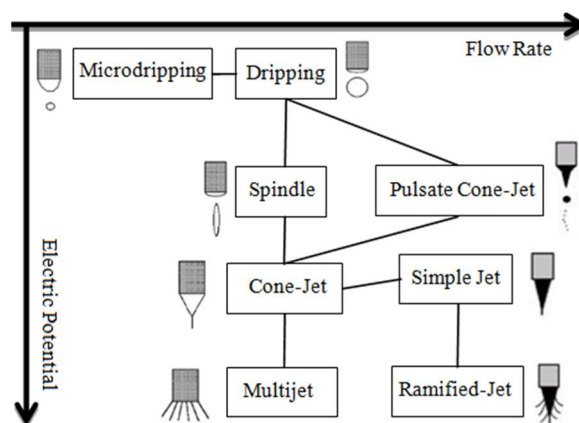 Flow Rate
Microdripping
Dripping
Spindle
Pulsate Cone-Jet
Electric Potential
Cone-Jet
Simple Jet
Multijet
Ramified-Jet